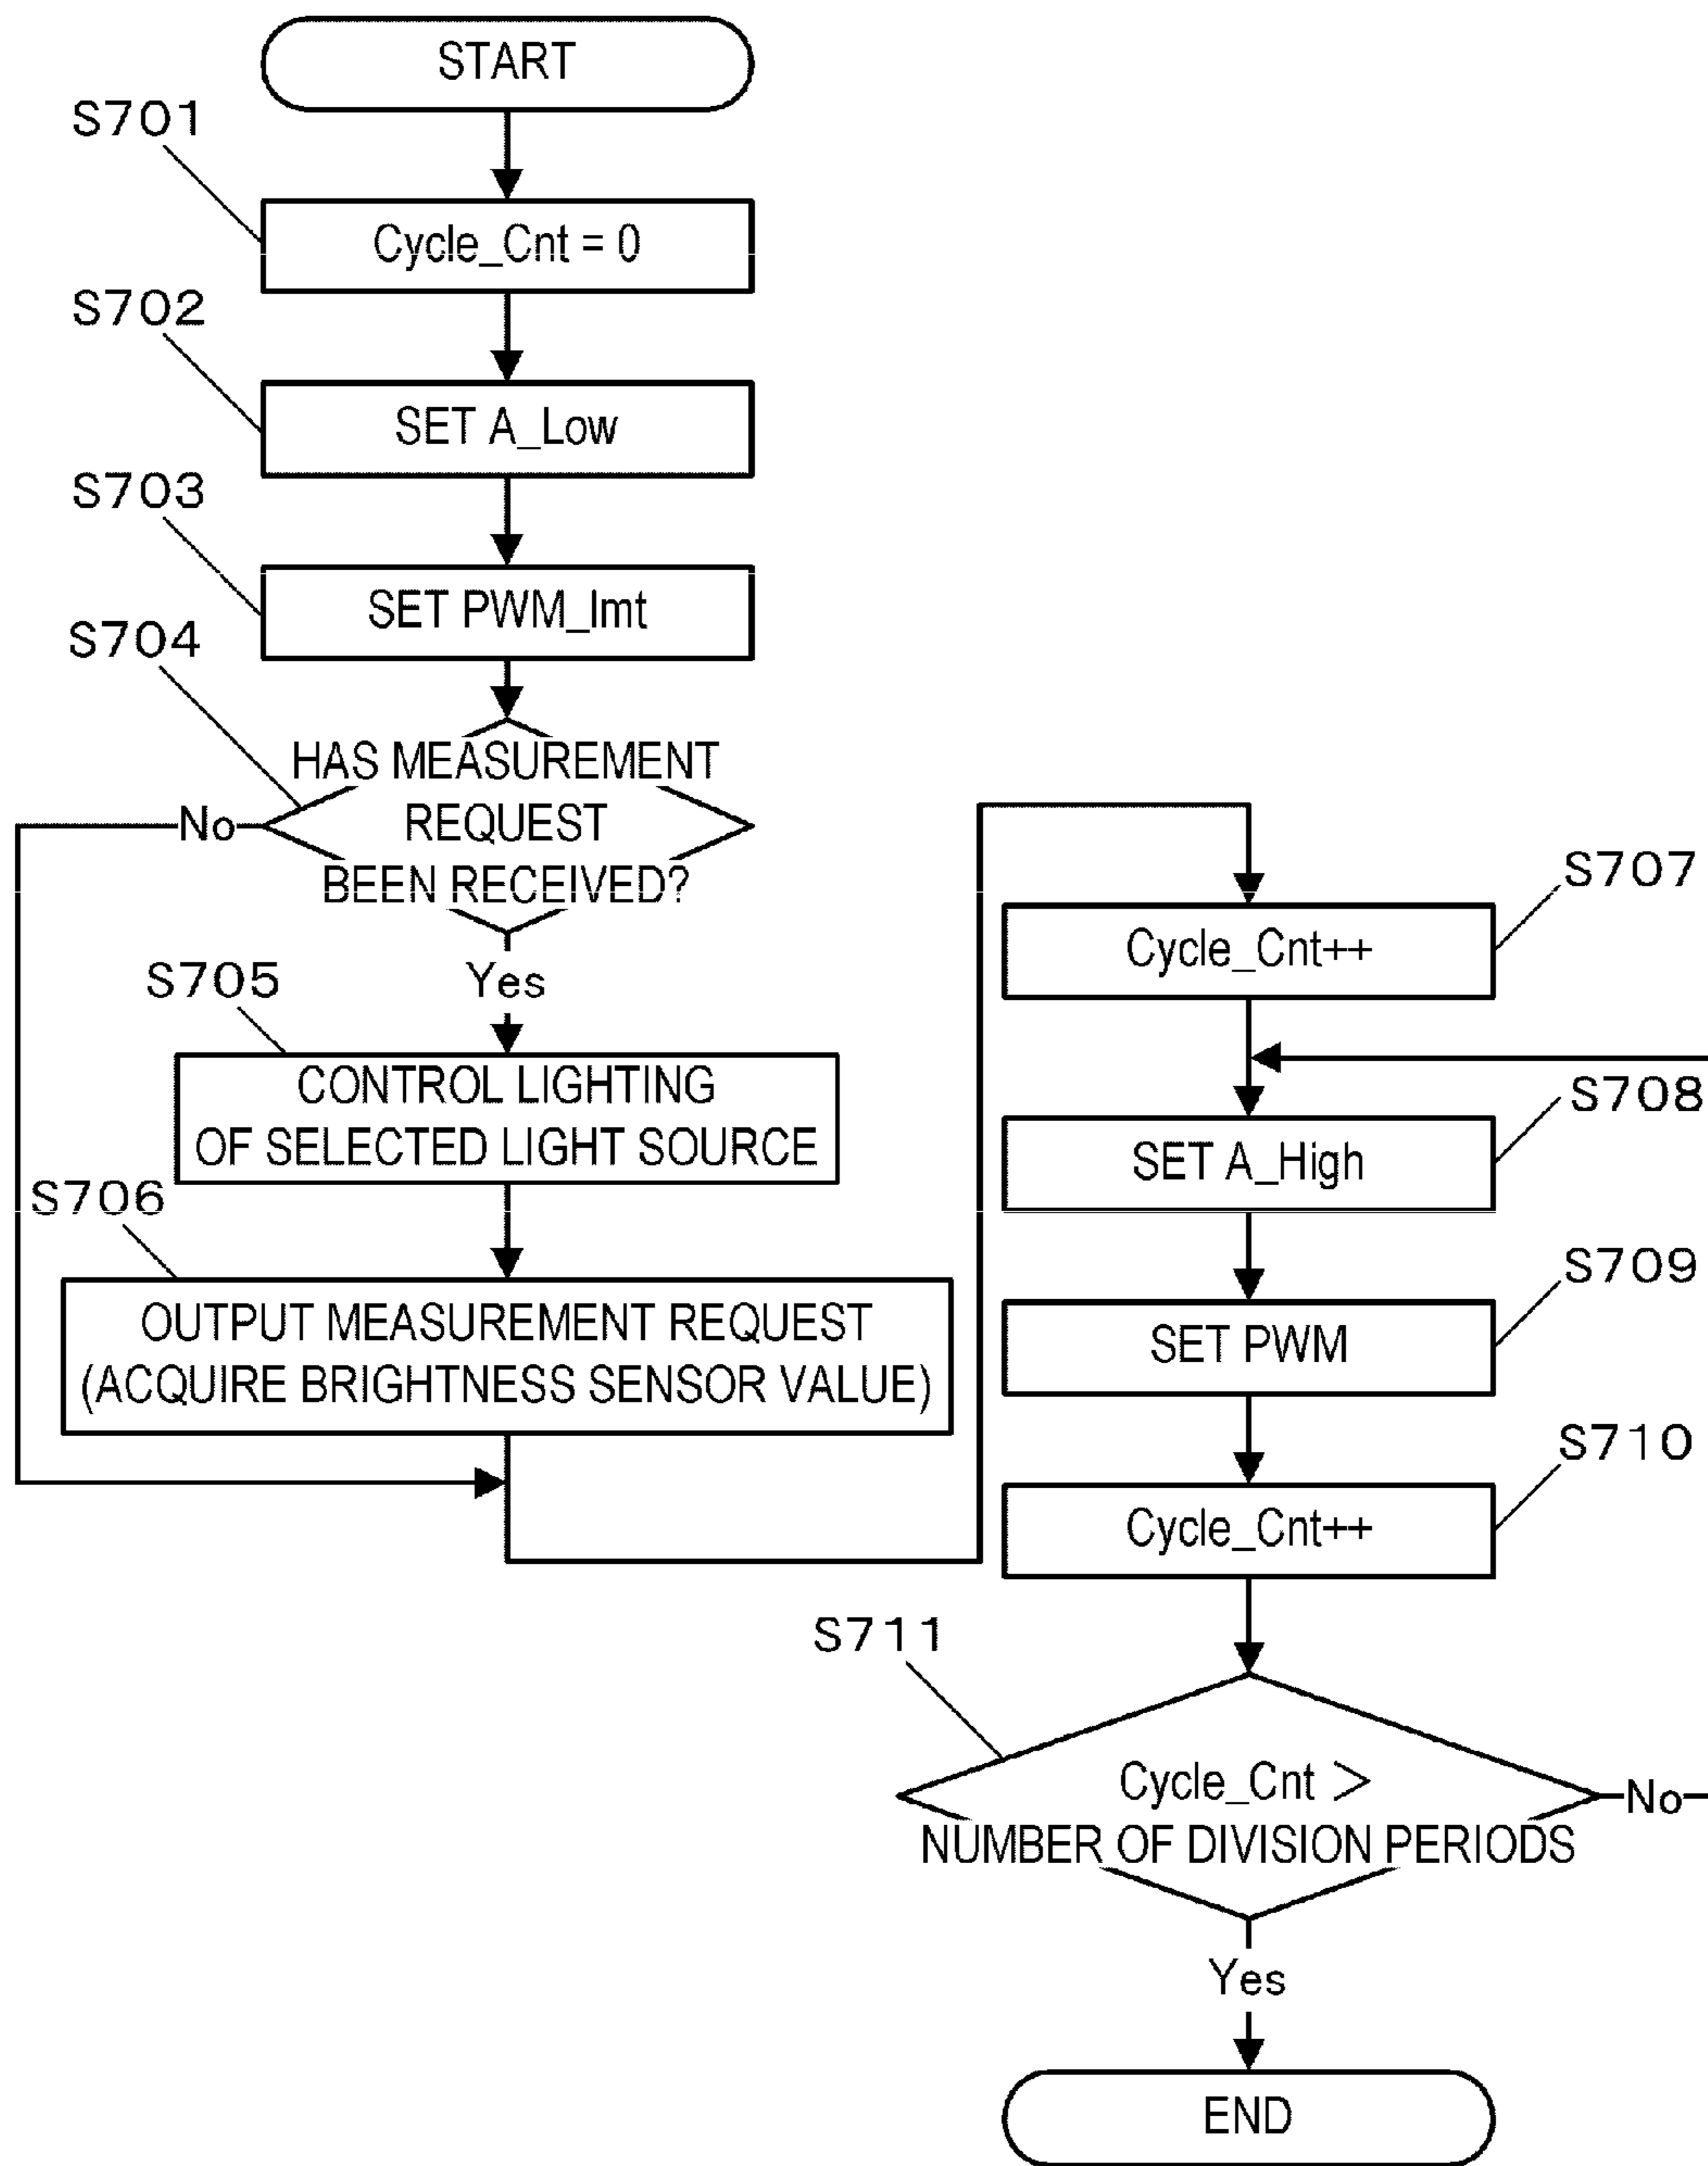 START
S701
Cycle_Cnt = 0
S702
SET A_Low
S703
SET PWM_lmt
S704
HAS MEASUREMENT
REQUEST
BEEN RECEIVED?
No
Yes
S705
CONTROL LIGHTING
OF SELECTED LIGHT SOURCE
S706
OUTPUT MEASUREMENT REQUEST
(ACQUIRE BRIGHTNESS SENSOR VALUE)
S707
Cycle_Cnt++
S708
SET A_High
S709
SET PWM
S710
Cycle_Cnt++
S711
Cycle_Cnt >
NUMBER OF DIVISION PERIODS
No
Yes
END